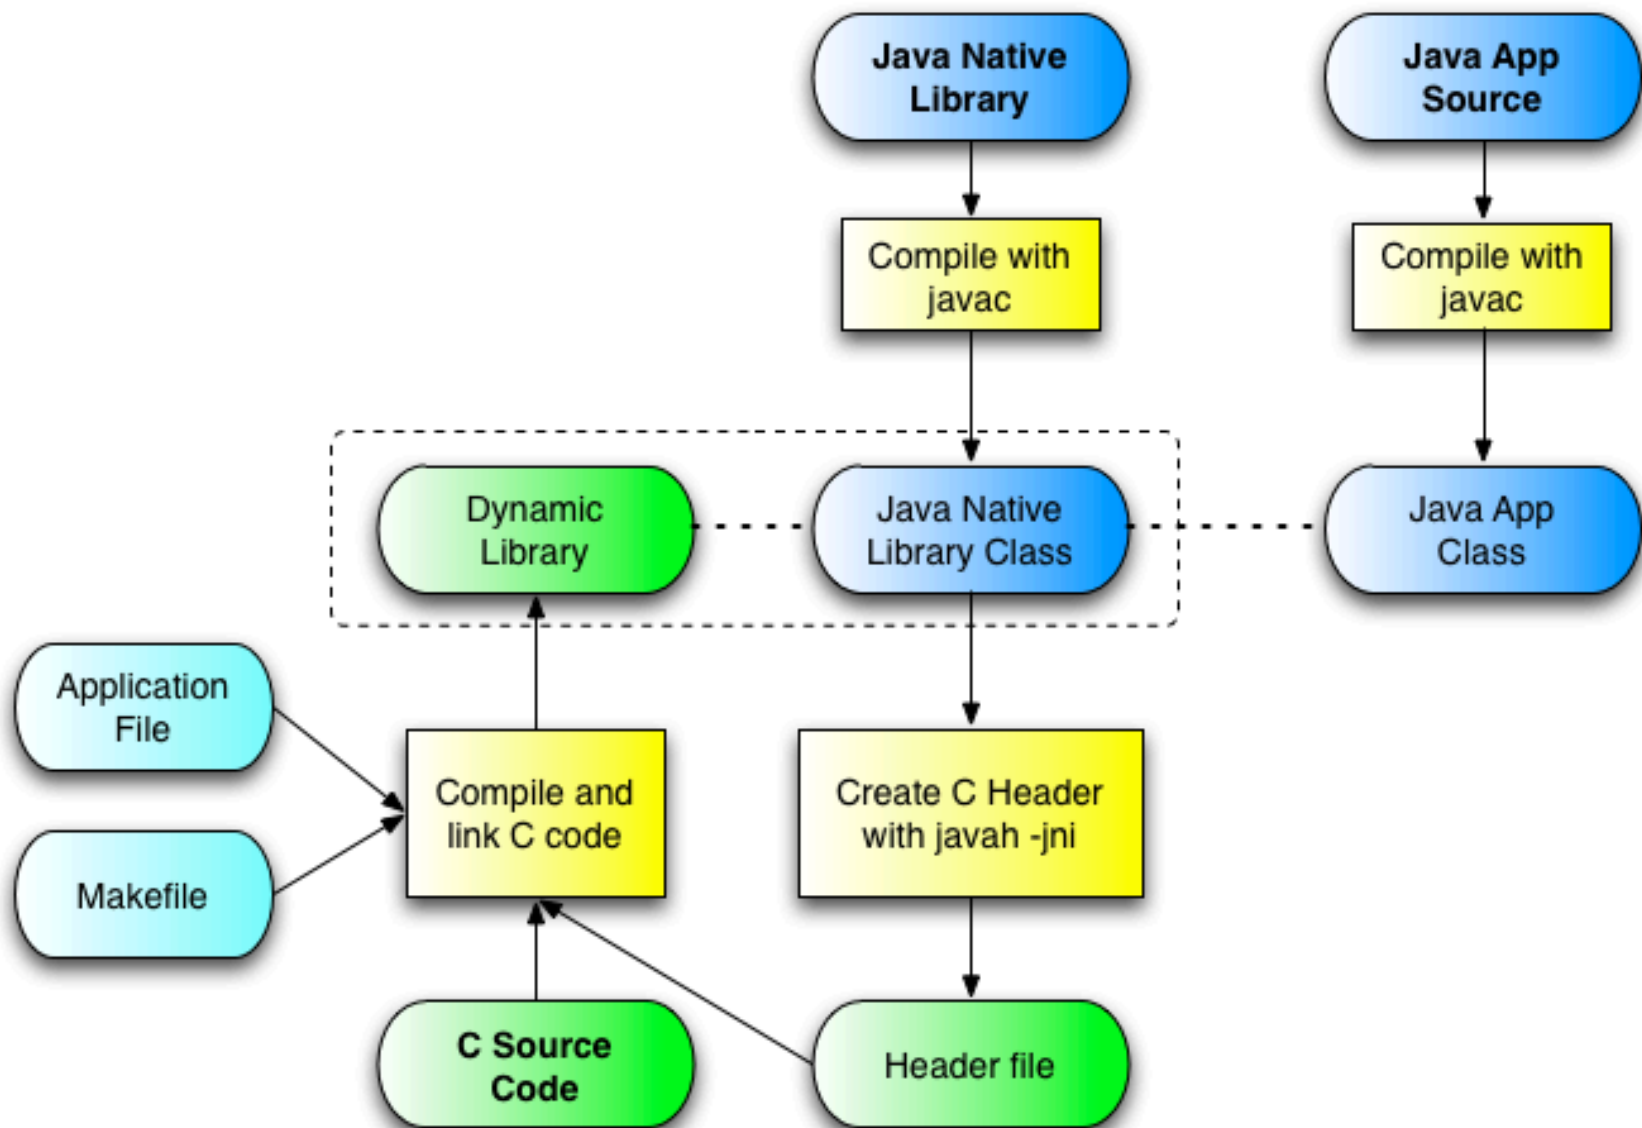 Java Native
Library
Java App
Source
Compile with
javac
Compile with
javac
Dynamic
Library
Java Native
Library Class
Java App
Class
Application
File
Makefile
Compile and
link C code
Create C Header
with javah -jni
C Source
Code
Header file